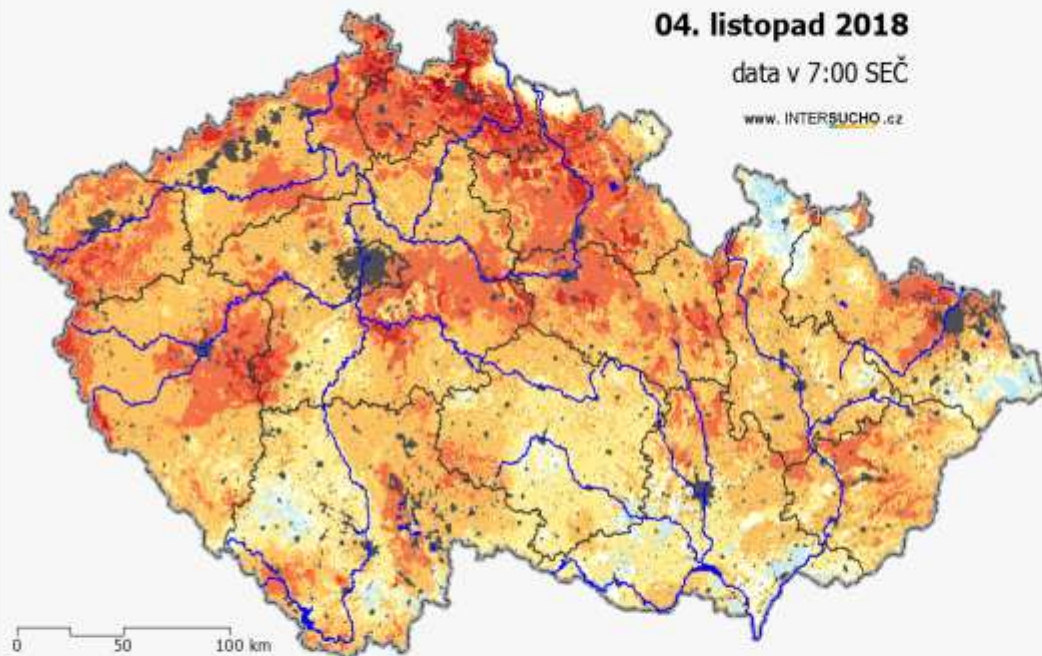 04. listopad 2018
data v 7:00 SEČ
www. INTERSUCHO .cz
0 50 100 km